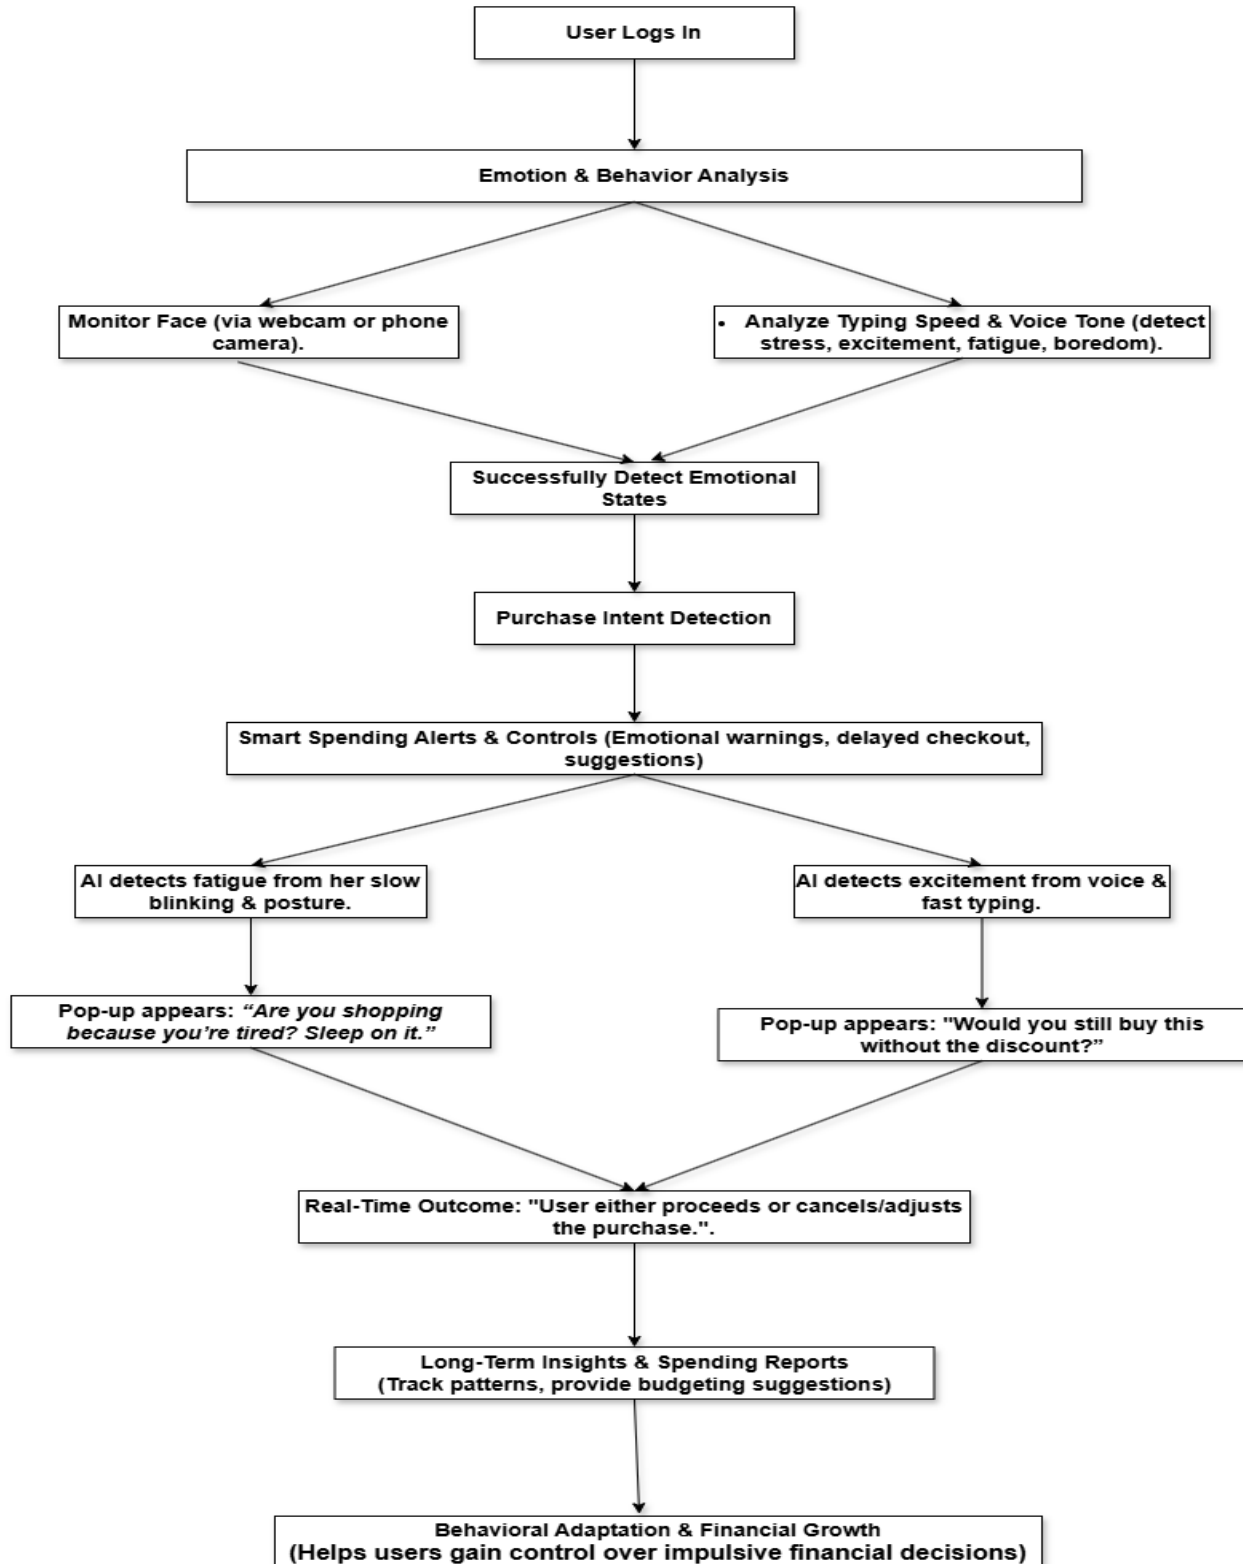 User Logs In
Emotion & Behavior Analysis
Monitor Face (via webcam or phone
camera).
• Analyze Typing Speed & Voice Tone (detect
stress, excitement, fatigue, boredom).
Successfully Detect Emotional
States
Purchase Intent Detection
Smart Spending Alerts & Controls (Emotional warnings, delayed checkout,
suggestions)
AI detects fatigue from her slow
blinking & posture.
AI detects excitement from voice &
fast typing.
Pop-up appears: “Are you shopping
because you’re tired? Sleep on it.”
Pop-up appears: "Would you still buy this
without the discount?”
Real-Time Outcome: "User either proceeds or cancels/adjusts
the purchase.".
Long-Term Insights & Spending Reports
(Track patterns, provide budgeting suggestions)
Behavioral Adaptation & Financial Growth
(Helps users gain control over impulsive financial decisions)